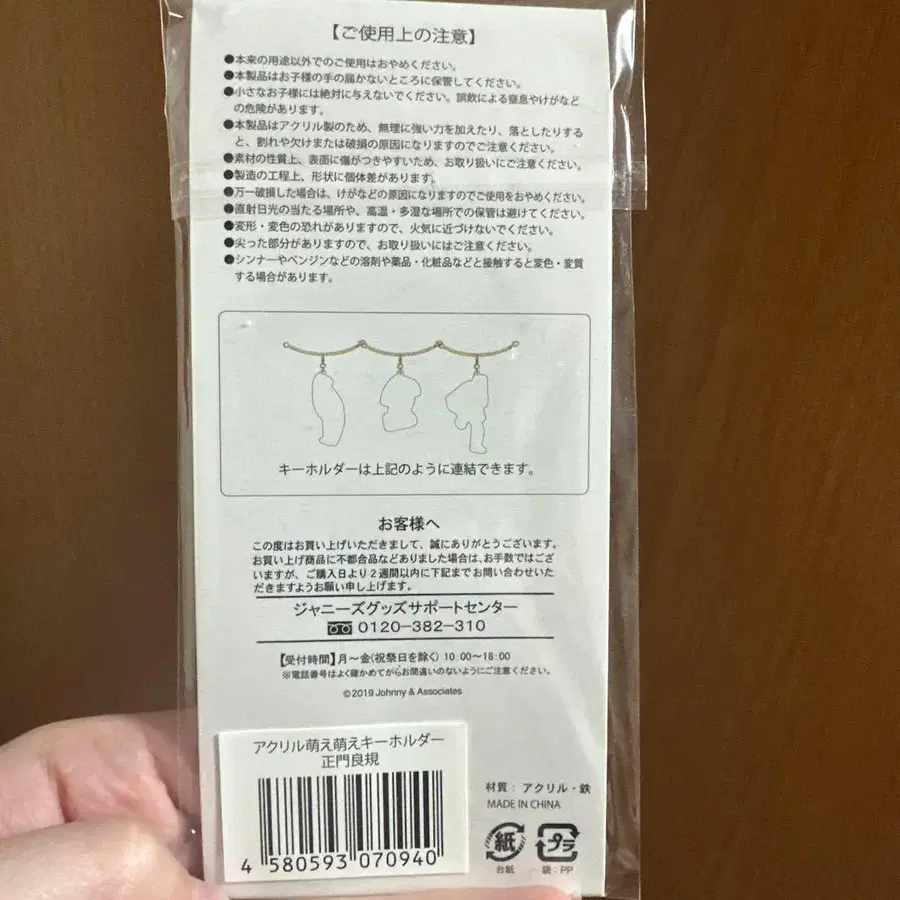 【ご使用上の注意】
●本来の用途以外でのご使用はおやめください。
●本製品はお子様の手の届かないところに保管してください。
●小さなお子様には絶対に与えないでください。誤飲による窒息やけがなど
の危険があります。
●本製品はアクリル製のため、無理に強い力を加えたり、落としたりする
と、割れや欠けまたは破損の原因になりますのでご注意ください。
●素材の性質上、表面に傷がつきやすいため、お取り扱いにご注意ください。
●製造の工程上、形状に個体差があります。
●万一破損した場合は、けがなどの原因になりますのでご使用をおやめください。
●直射日光の当たる場所や、高温・多湿な場所での保管は避けてください。
●変形・変色の恐れがありますので、火気に近づけないでください。
●尖った部分がありますので、お取り扱いにはご注意ください。
●シンナーやベンジンなどの溶剤や薬品・化粧品などと接触すると変色・変質
する場合があります。
キーホルダーは上記のように連結できます。
お客様へ
この度はお買い上げいただきまして、誠にありがとうございます。
お買い上げ商品に不都合品などありました場合は、お手数ではござ
いますが、ご購入日より2週間以内に下記までお問い合わせいた
だきますようお願い申し上げます。
ジャニーズグッズサポートセンター
0120-382-310
【受付時間】月～金(祝祭日を除く)10:00～18:00
※電話番号はよく確かめてからお間違いのないようにご注意ください。
©2019 Johnny & Associates
アクリル萌え萌えキーホルダー
正門良規
4 580593 070940
材質：アクリル・鉄
MADE IN CHINA
紙
プラ
台紙
袋：PP